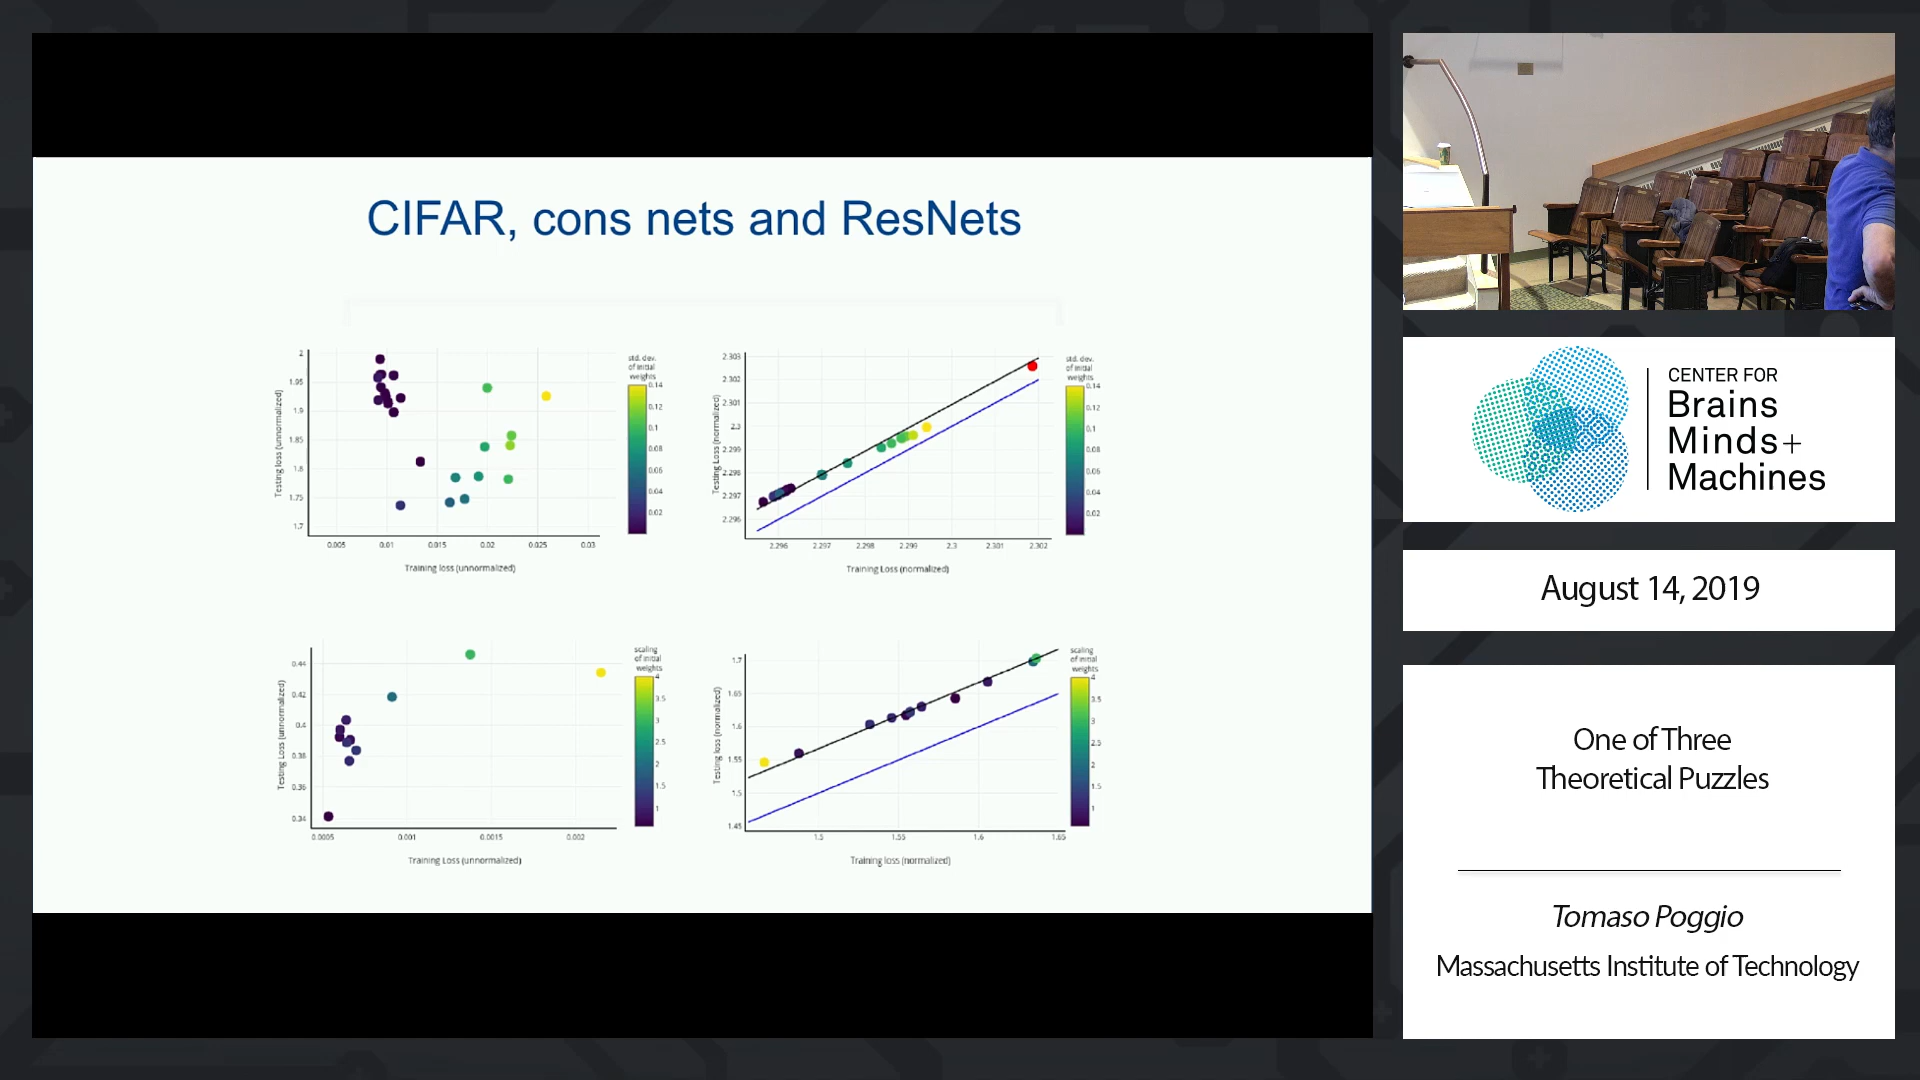 CIFAR, cons nets and ResNets
2
1.95
1.9
1.85
1.8
1.75
1.7
Testing loss (unnormalized)
0.005
0.01
0.015
0.02
0.025
0.03
Training loss (unnormalized)
std. dev.
of initial
weights
0.14
0.12
0.1
0.08
0.06
0.04
0.02
2.303
2.302
2.301
2.3
2.299
2.298
2.297
2.296
Testing Loss (normalized)
2.296
2.297
2.298
2.299
2.3
2.301
2.302
Training Loss (normalized)
std. dev.
of initial
weights
0.14
0.12
0.1
0.08
0.06
0.04
0.02
0.44
0.42
0.4
0.38
0.36
0.34
Testing Loss (unnormalized)
0.0005
0.001
0.0015
0.002
Training Loss (unnormalized)
scaling
of initial
weights
4
3.5
3
2.5
2
1.5
1
1.7
1.65
1.6
1.55
1.5
1.45
Testing loss (normalized)
1.5
1.55
1.6
1.65
Training loss (normalized)
scaling
of initial
weights
4
3.5
3
2.5
2
1.5
1
CENTER FOR
Brains
Minds+
Machines
August 14, 2019
One of Three
Theoretical Puzzles
Tomaso Poggio
Massachusetts Institute of Technology